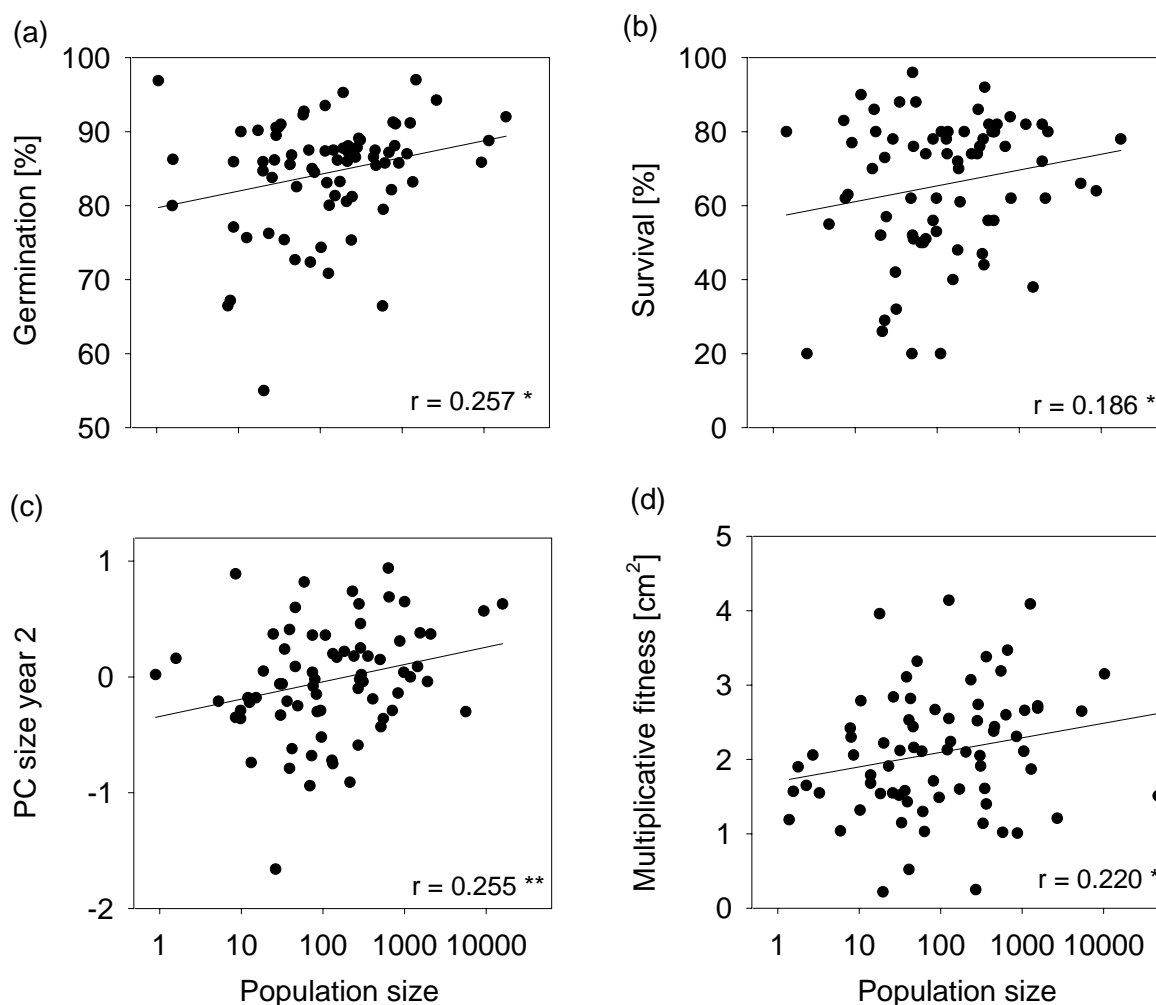 (a)
100
90
80
70
60
50
Germination [%]
r = 0.257 *
(b)
100
80
60
40
20
0
Survival [%]
r = 0.186 *
(c)
1
0
-1
-2
PC size year 2
r = 0.255 **
1 10 100 1000 10000
Population size
(d)
5
4
3
2
1
0
Multiplicative fitness [cm²]
r = 0.220 *
1 10 100 1000 10000
Population size